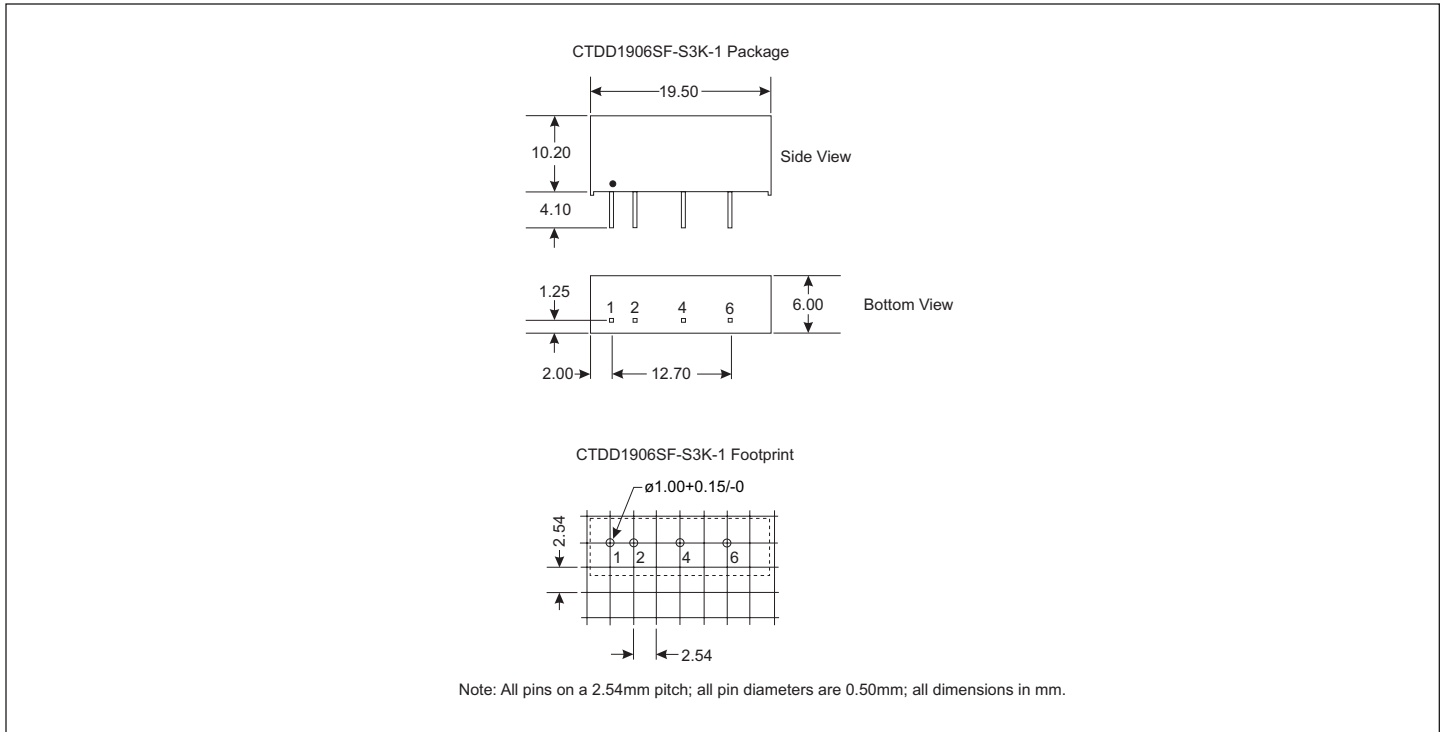 CTDD1906SF-S3K-1 Package
19.50
10.20
Side View
4.10
1.25
1 2 4 6
6.00
Bottom View
2.00
12.70
CTDD1906SF-S3K-1 Footprint
ø1.00+0.15/-0
2.54
1 2 4 6
2.54
Note: All pins on a 2.54mm pitch; all pin diameters are 0.50mm; all dimensions in mm.